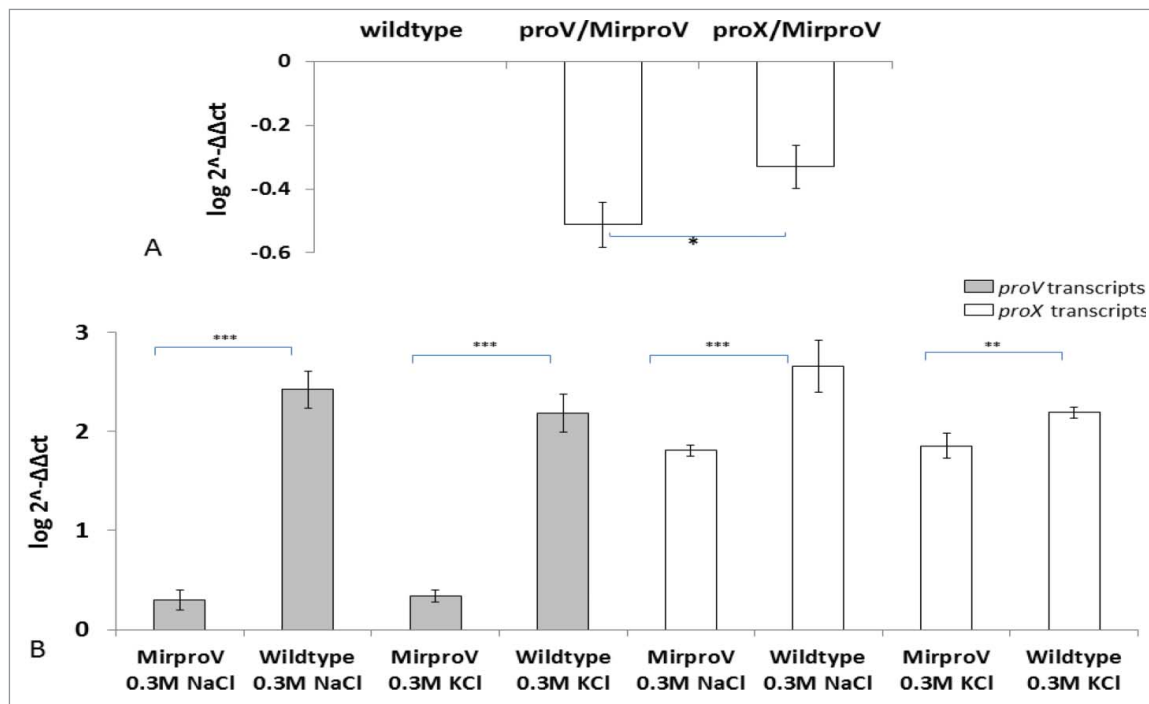 wildtype proV/MirproV proX/MirproV
0
-0.2
-0.4
-0.6
log 2^-ΔΔct
*
A
proV transcripts
proX transcripts
3
2
1
0
log 2^-ΔΔct
*** *** *** **
B
MirproV Wildtype MirproV Wildtype MirproV Wildtype MirproV Wildtype
0.3M NaCl 0.3M NaCl 0.3M KCl 0.3M KCl 0.3M NaCl 0.3M NaCl 0.3M KCl 0.3M KCl